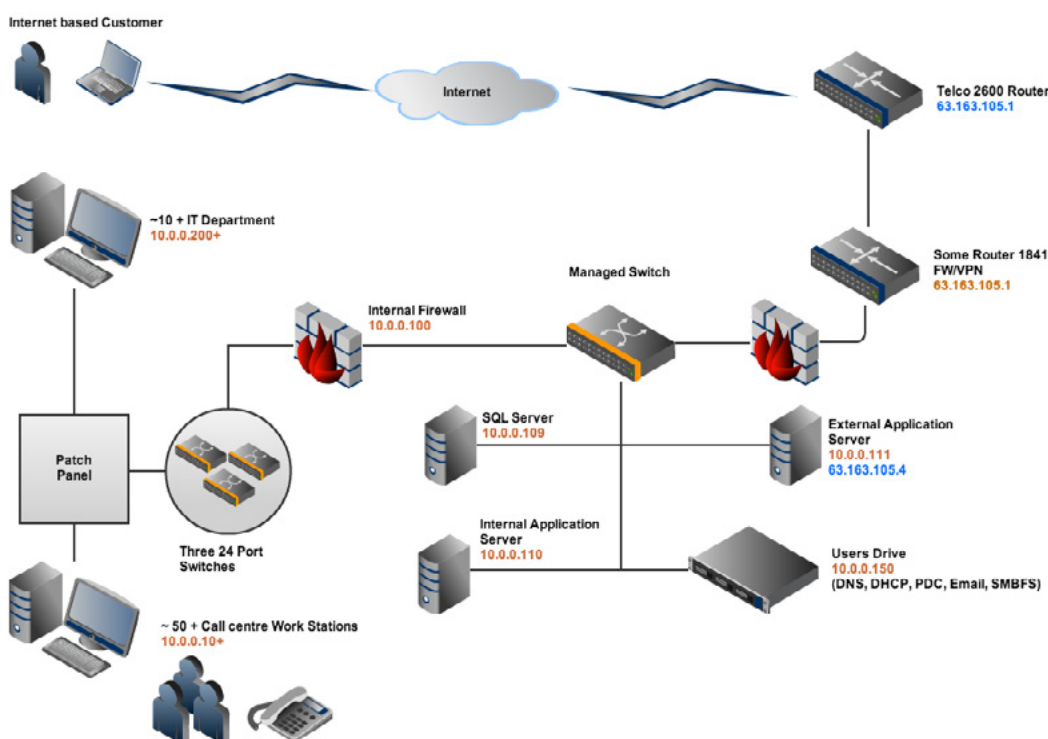 Internet based Customer
Internet
Telco 2600 Router
63.163.105.1
~10 + IT Department
10.0.0.200+
Some Router 1841
FW/VPN
63.163.105.1
Managed Switch
Internal Firewall
10.0.0.100
SQL Server
10.0.0.109
External Application
Server
10.0.0.111
63.163.105.4
Patch
Panel
Three 24 Port
Switches
Internal Application
Server
10.0.0.110
Users Drive
10.0.0.150
(DNS, DHCP, PDC, Email, SMBFS)
~ 50 + Call centre Work Stations
10.0.0.10+